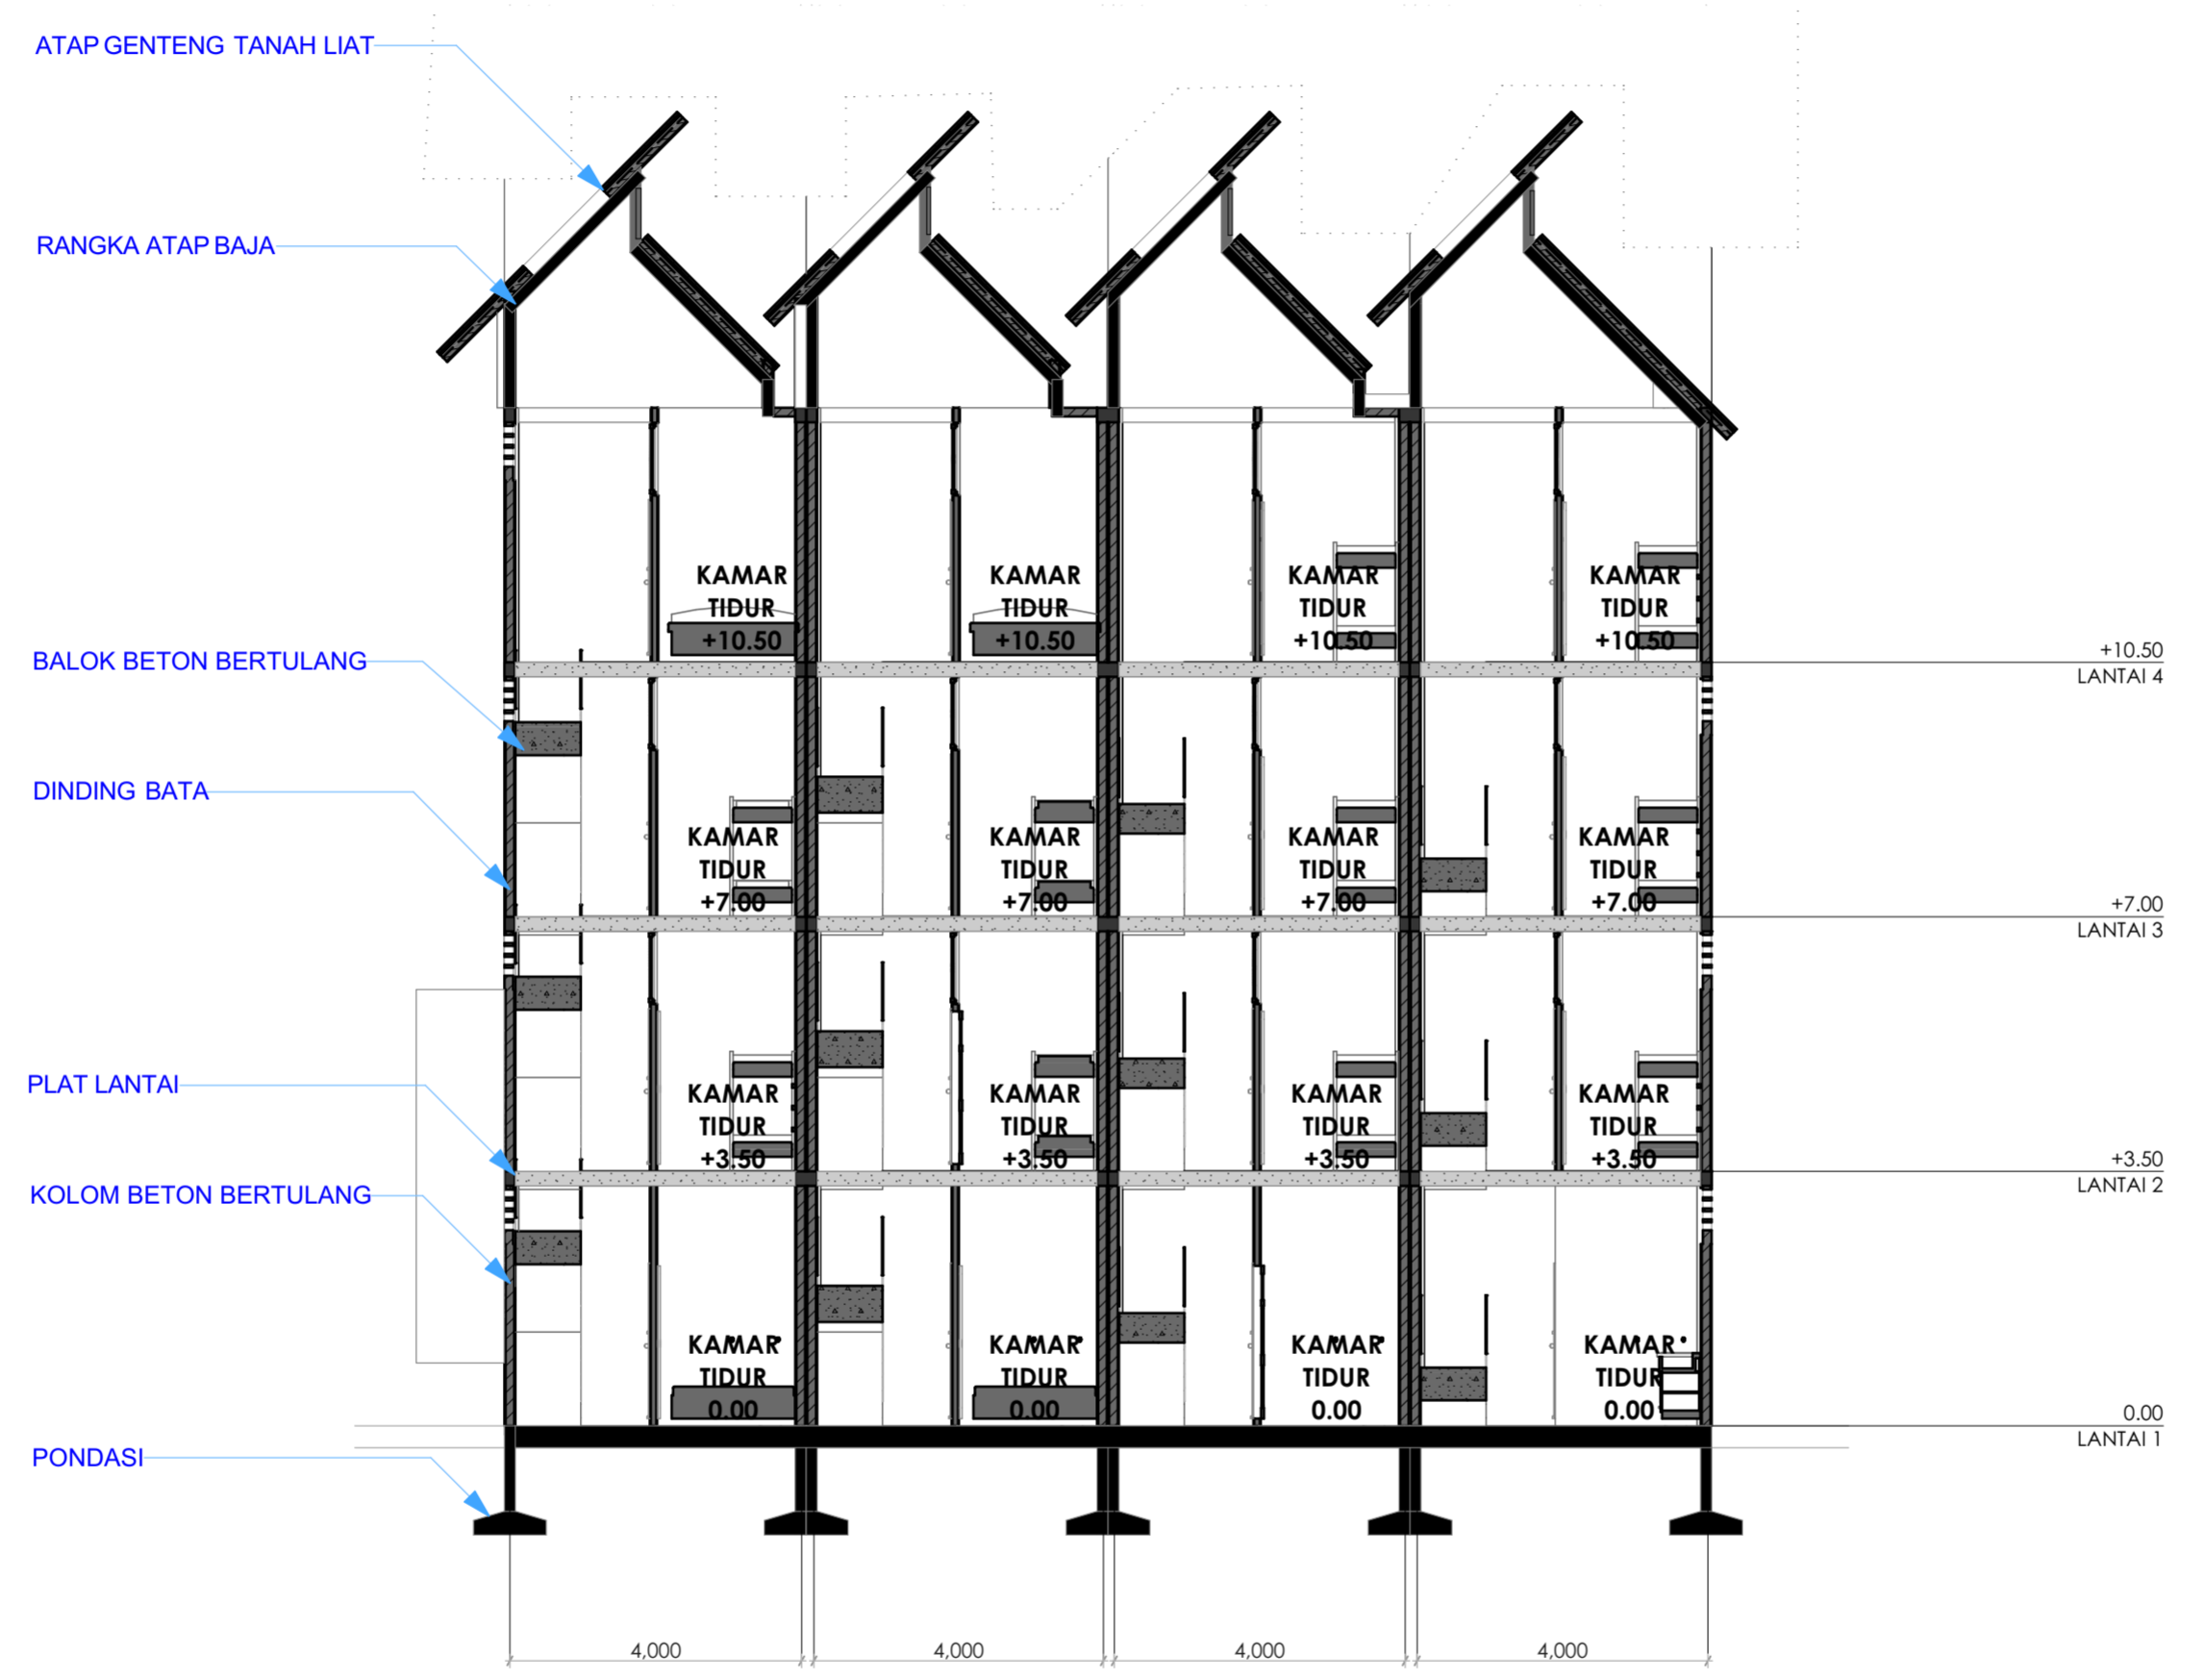 ATAP GENTENG TANAH LIAT
RANGKA ATAP BAJA
KAMAR
TIDUR
+10.50
KAMAR
TIDUR
+10.50
KAMAR
TIDUR
+10.50
KAMAR
TIDUR
+10.50
BALOK BETON BERTULANG
+10.50
LANTAI 4
DINDING BATA
KAMAR
TIDUR
+7.00
KAMAR
TIDUR
+7.00
KAMAR
TIDUR
+7.00
KAMAR
TIDUR
+7.00
+7.00
LANTAI 3
PLAT LANTAI
KAMAR
TIDUR
+3.50
KAMAR
TIDUR
+3.50
KAMAR
TIDUR
+3.50
KAMAR
TIDUR
+3.50
+3.50
LANTAI 2
KOLOM BETON BERTULANG
KAMAR
TIDUR
0.00
KAMAR
TIDUR
0.00
KAMAR
TIDUR
0.00
KAMAR
TIDUR
0.00
0.00
LANTAI 1
PONDASI
4,000
4,000
4,000
4,000